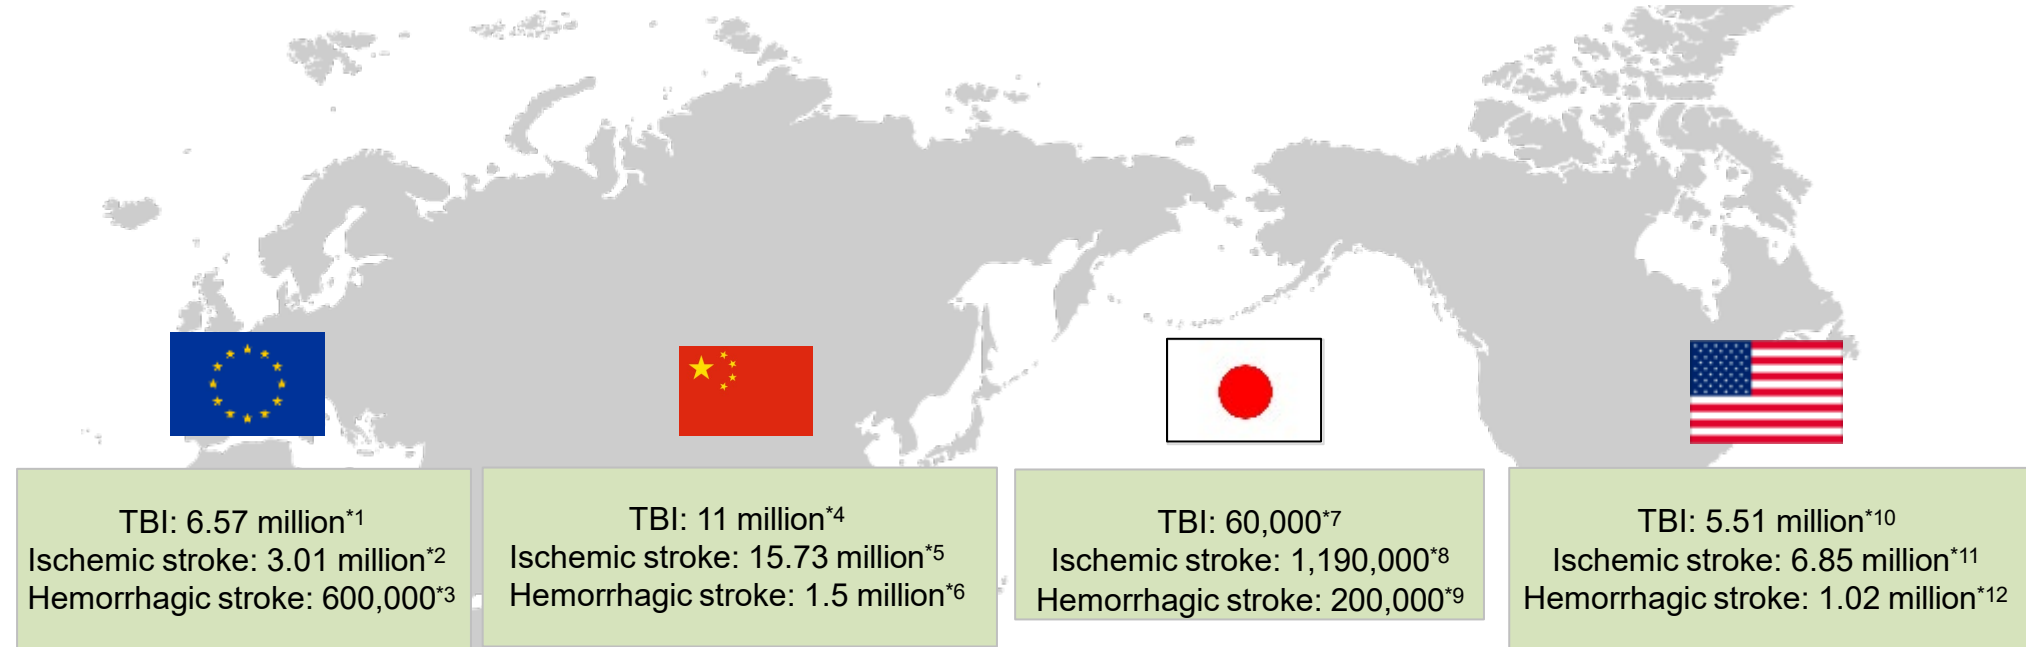 TBI: 6.57 million*1
Ischemic stroke: 3.01 million*2
Hemorrhagic stroke: 600,000*3
TBI: 11 million*4
Ischemic stroke: 15.73 million*5
Hemorrhagic stroke: 1.5 million*6
TBI: 60,000*7
Ischemic stroke: 1,190,000*8
Hemorrhagic stroke: 200,000*9
TBI: 5.51 million*10
Ischemic stroke: 6.85 million*11
Hemorrhagic stroke: 1.02 million*12